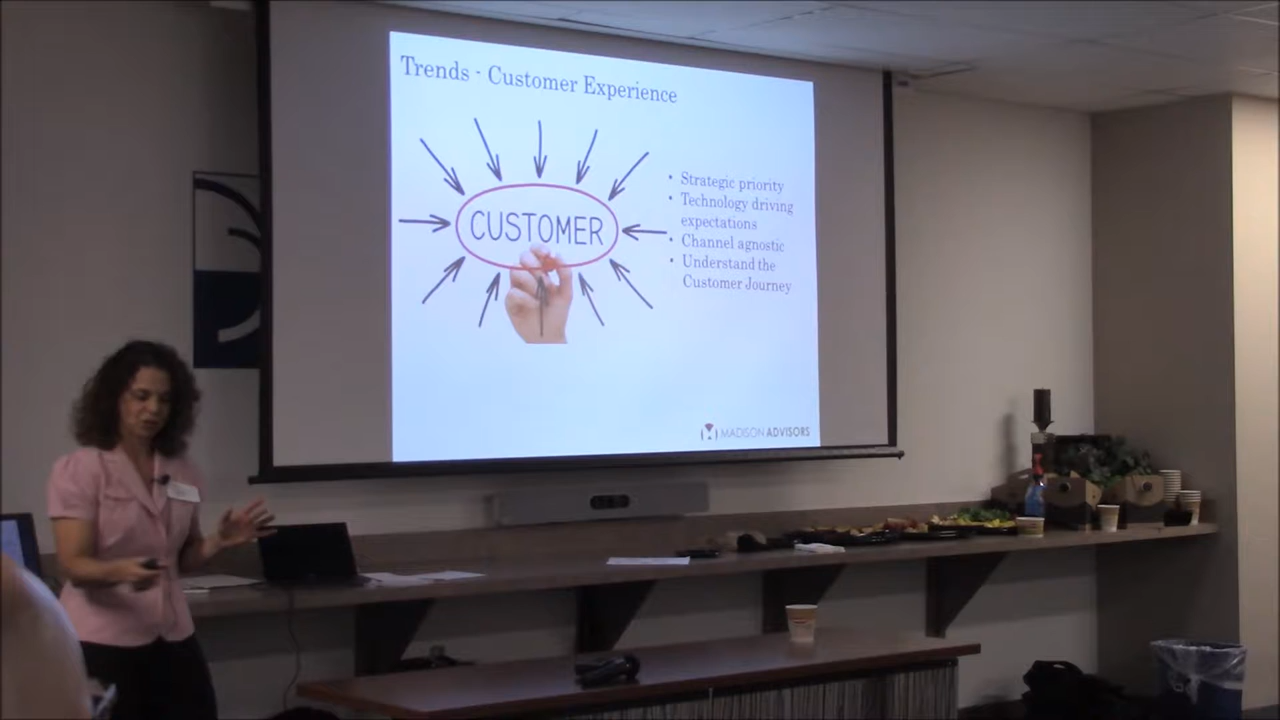 Trends - Customer Experience
CUSTOMER
• Strategic priority
• Technology driving
expectations
• Channel agnostic
• Understand the
Customer Journey
MADISON ADVISORS